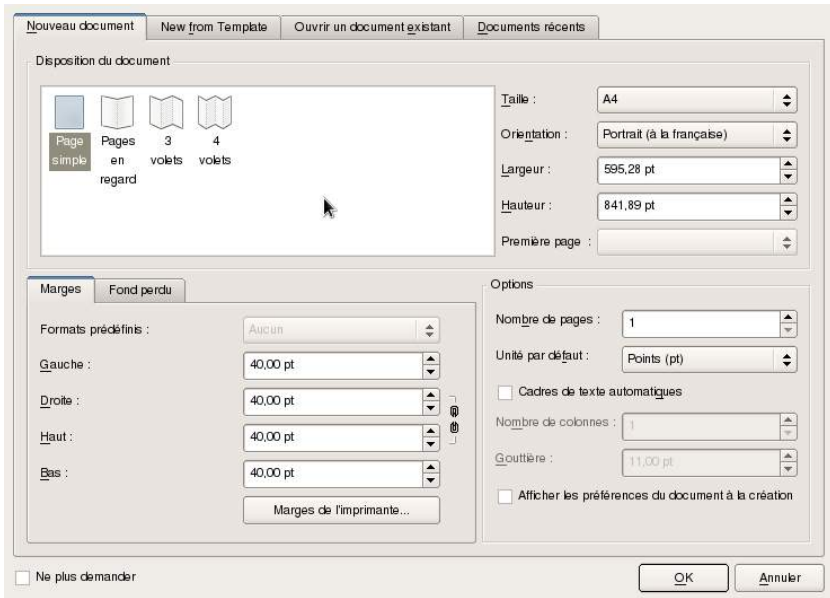 Nouveau document
New from Template
Ouvrir un document existant
Documents récents
Disposition du document
Page simple
Pages en regard
3 volets
4 volets
Taille : A4
Orientation : Portrait (à la française)
Largeur : 595,28 pt
Hauteur : 841,89 pt
Première page :
Marges
Fond perdu
Formats prédéfinis : Aucun
Gauche : 40,00 pt
Droite : 40,00 pt
Haut : 40,00 pt
Bas : 40,00 pt
Marges de l'imprimante...
Options
Nombre de pages : 1
Unité par défaut : Points (pt)
Cadres de texte automatiques
Nombre de colonnes : 1
Gouttière : 11,00 pt
Afficher les préférences du document à la création
Ne plus demander
OK
Annuler